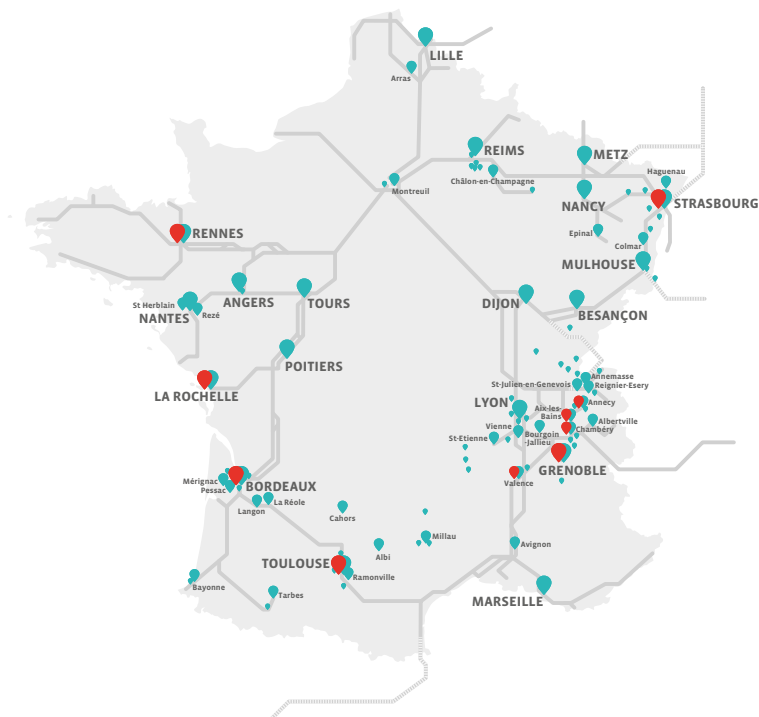 LILLE
Arras
REIMS
METZ
Châlon-en-Champagne
Haguenau
Montreuil
NANCY
STRASBOURG
RENNES
Epinal
Colmar
MULHOUSE
St Herblain
ANGERS
TOURS
DIJON
Rezé
NANTES
BESANÇON
POITIERS
Annemasse
St-Julien-en-Genevois
Reignier-Esery
LA ROCHELLE
LYON
Aix-les-
Bains
Annecy
Albertville
Vienne
Bourgoin
-Jallieu
Chambéry
St-Etienne
GRENOBLE
Mérignac
Pessac
BORDEAUX
Valence
La Réole
Langon
Cahors
Millau
Avignon
Albi
TOULOUSE
Ramonville
Bayonne
Tarbes
MARSEILLE